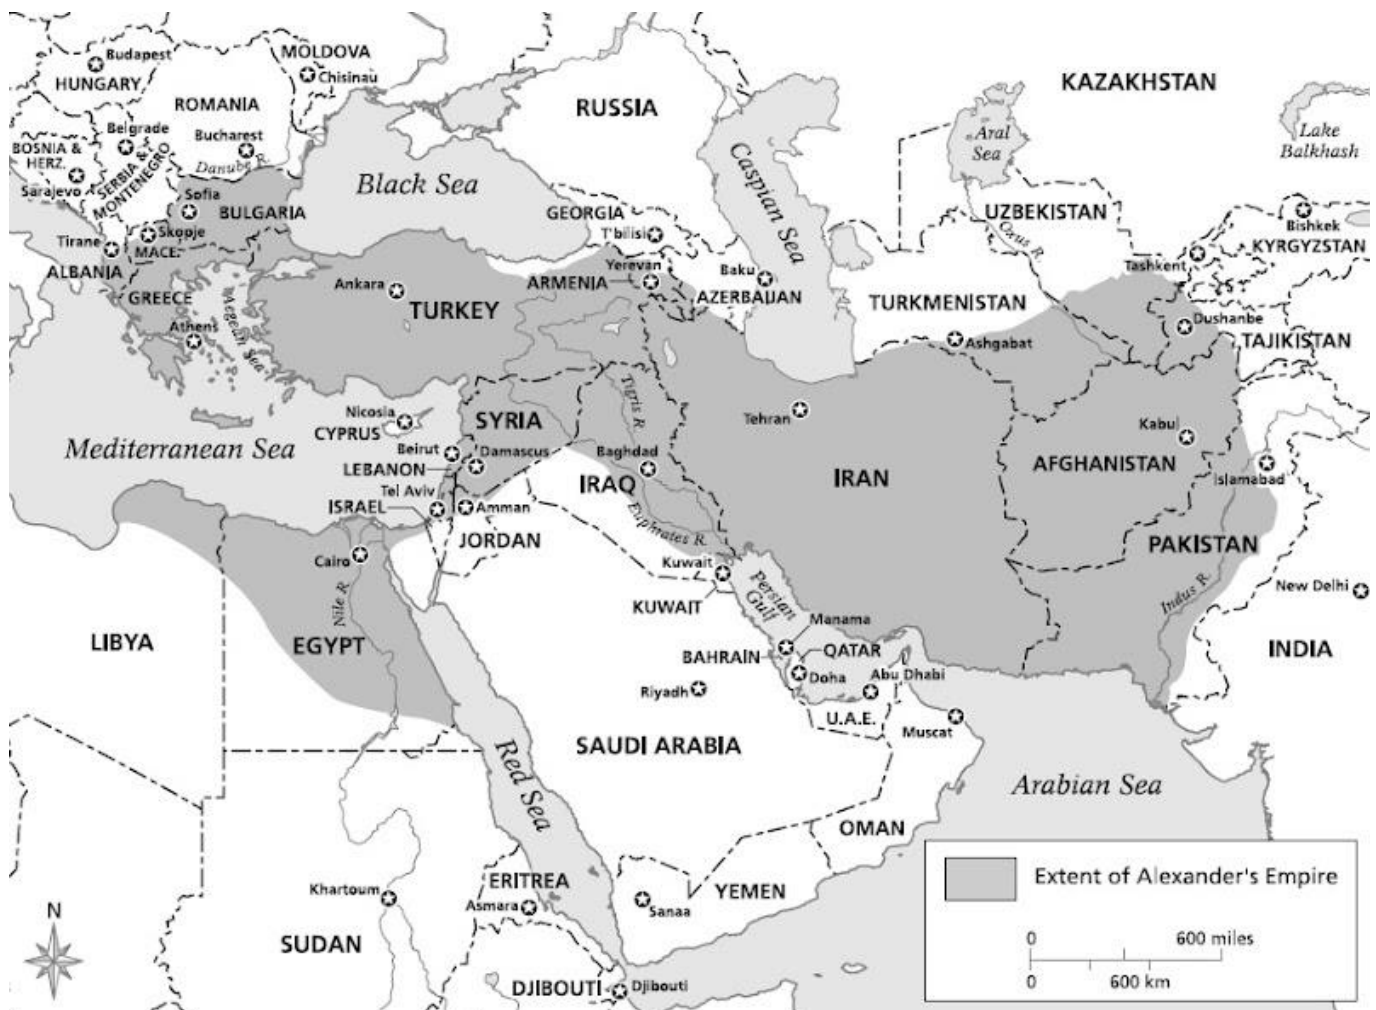 MOLDOVA
Budapest
Chisinau
HUNGARY
KAZAKHSTAN
ROMANIA
RUSSIA
Belgrade
Bucharest
Aral
Sea
Lake
Balkhash
BOSNIA &
HERZ.
SERBIA &
MONTENEGRO
Danube R.
Caspian Sea
Black Sea
Sarajevo
Sofia
BULGARIA
GEORGIA
UZBEKISTAN
Bishkek
Tirane
Skopje
MACE.
T'bilisi
Oxus R.
KYRGYZSTAN
ALBANIA
Yerevan
Baku
Tashkent
ARMENIA
GREECE
Ankara
AZERBAIJAN
TURKMENISTAN
TURKEY
Aegean Sea
Athens
Dushanbe
Ashgabat
TAJIKISTAN
Tigris R.
Nicosia
CYPRUS
SYRIA
Tehran
Kabul
Mediterranean Sea
Beirut
Damascus
Baghdad
LEBANON
AFGHANISTAN
IRAN
IRAQ
Islamabad
Tel Aviv
ISRAEL
Amman
Euphrates R.
JORDAN
PAKISTAN
Cairo
Kuwait
Persian
Gulf
Indus R.
New Delhi
Nile R.
KUWAIT
Manama
LIBYA
EGYPT
BAHRAIN
QATAR
INDIA
Doha
Abu Dhabi
Riyadh
U.A.E.
Muscat
SAUDI ARABIA
Red Sea
Arabian Sea
OMAN
Extent of Alexander's Empire
ERITREA
Khartoum
YEMEN
Asmara
Sanaa
N
0 600 miles
SUDAN
0 600 km
DJIBOUTI
Djibouti